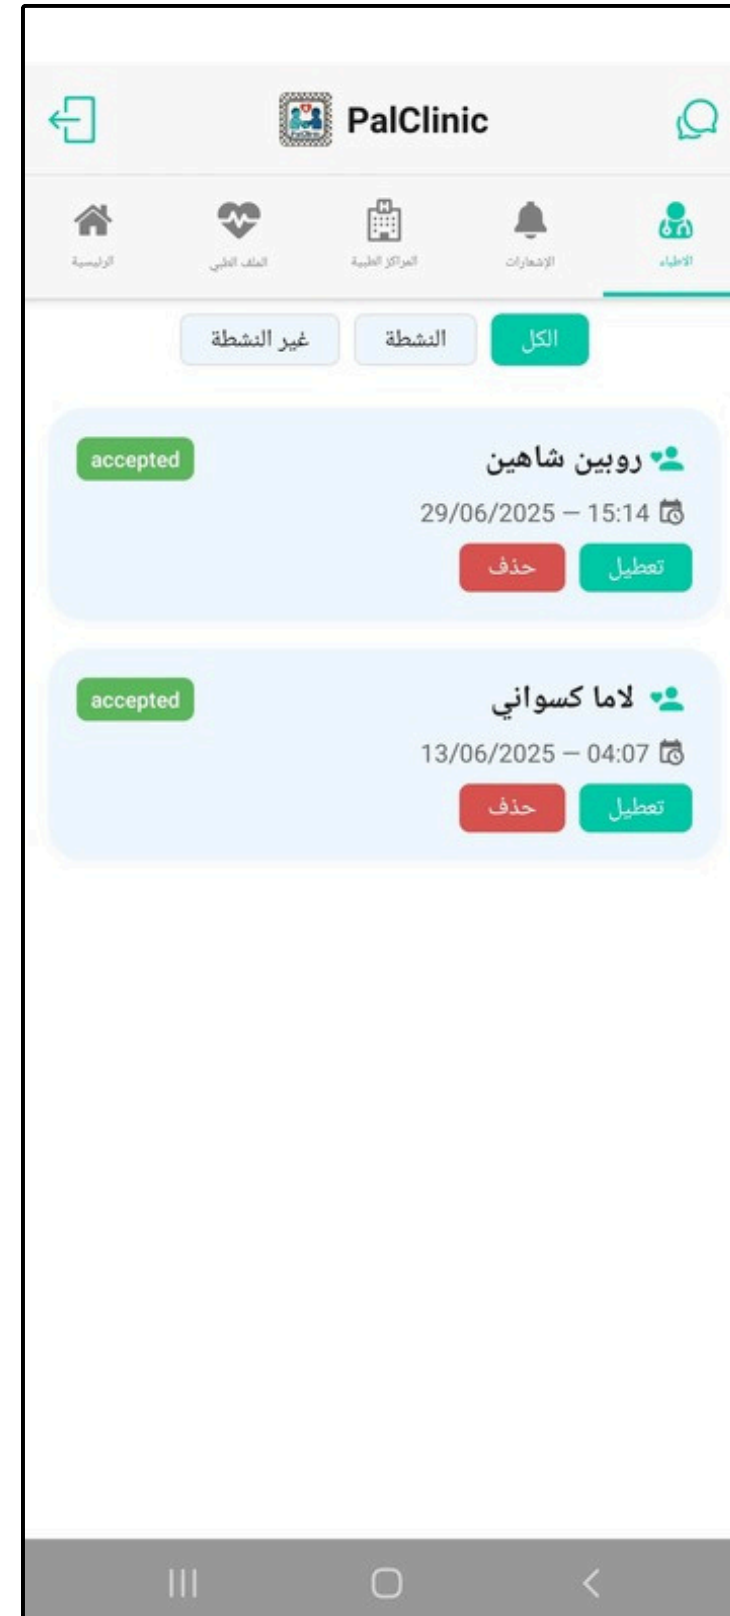 PalClinic
الاطباء الإشعارات المراكز الطبية الملف الطبي الرئيسية
الكل النشطة غير النشطة
روبين شاهين accepted
29/06/2025 — 15:14
تعطيل حذف
لاما كسواني accepted
13/06/2025 — 04:07
تعطيل حذف